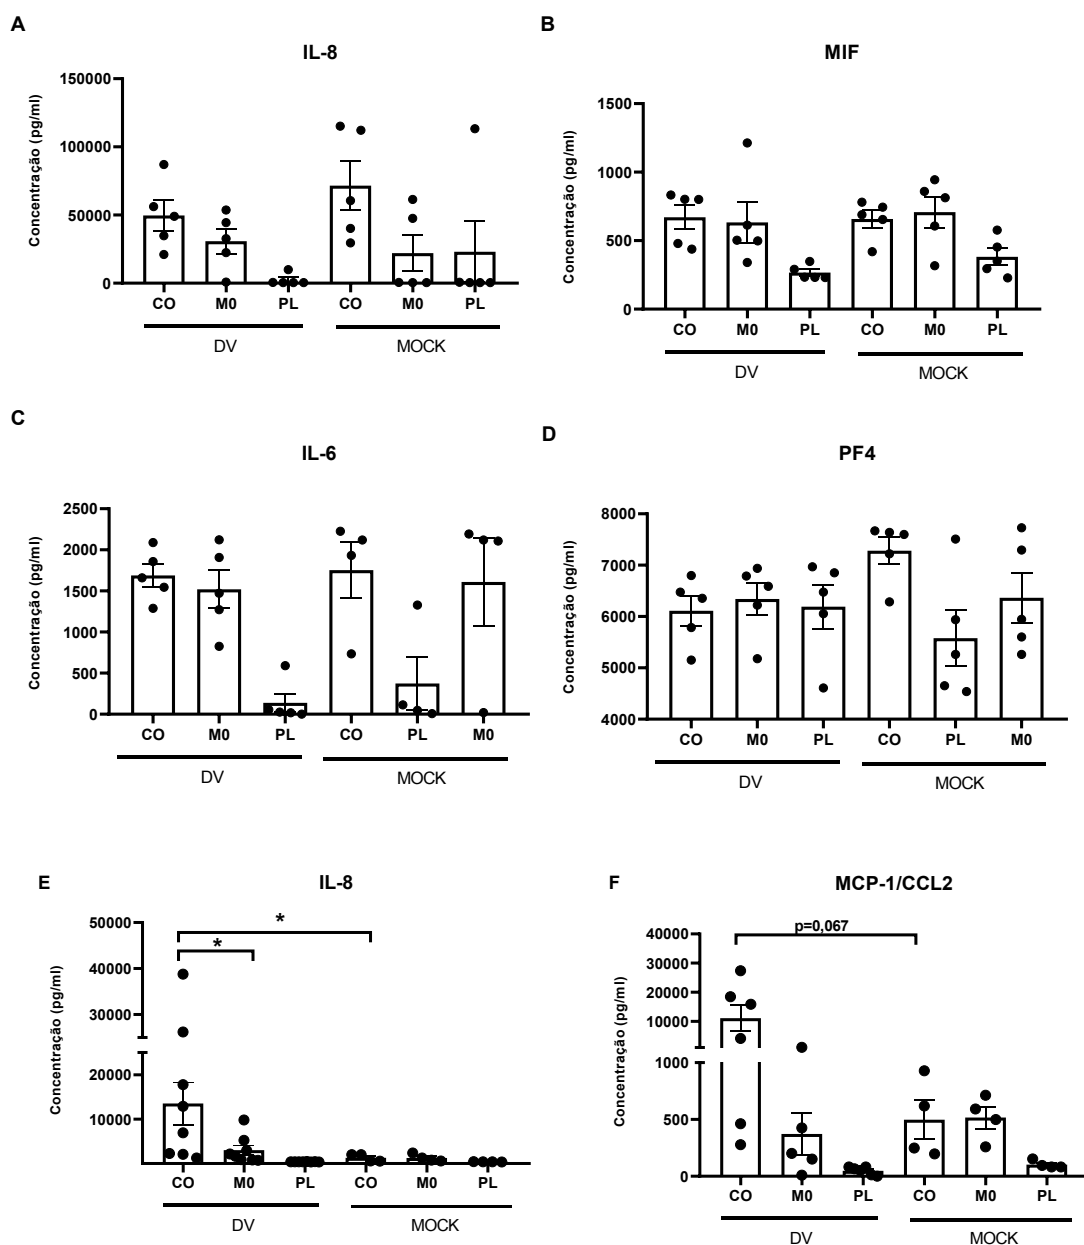 A
IL-8
Concentração (pg/ml)
150000
100000
50000
0
CO M0 PL CO M0 PL
DV MOCK
B
MIF
Concentração (pg/ml)
1500
1000
500
0
CO M0 PL CO M0 PL
DV MOCK
C
IL-6
Concentração (pg/ml)
2500
2000
1500
1000
500
0
CO M0 PL CO PL M0
DV MOCK
D
PF4
Concentração (pg/ml)
8000
7000
6000
5000
4000
CO M0 PL CO PL M0
DV MOCK
E
IL-8
Concentração (pg/ml)
50000
40000
30000
20000
10000
*
*
CO M0 PL CO M0 PL
DV MOCK
F
MCP-1/CCL2
Concentração (pg/ml)
p=0,067
40000
30000
20000
10000
1000
500
0
CO M0 PL CO M0 PL
DV MOCK